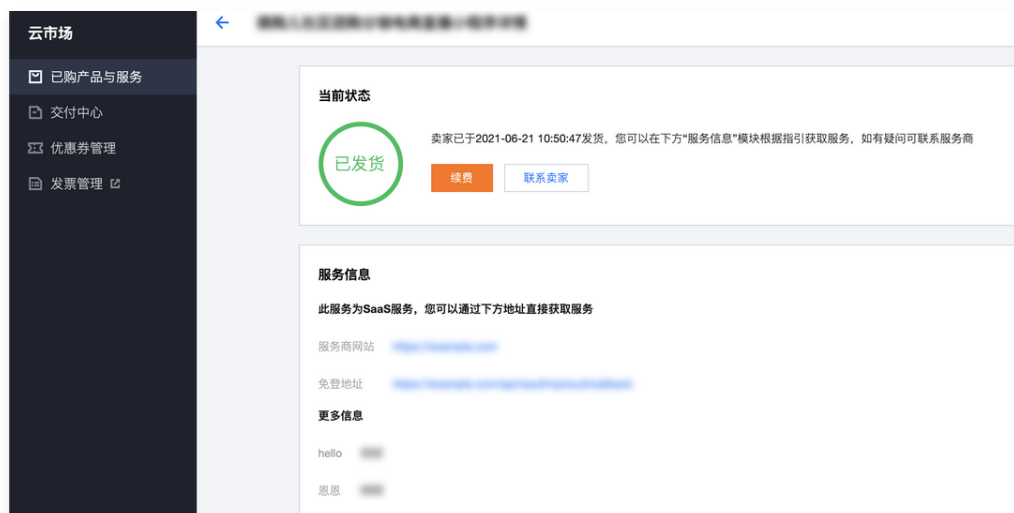 云市场
已购产品与服务
交付中心
优惠券管理
发票管理
当前状态
已发货
卖家已于2021-06-21 10:50:47发货，您可以在下方“服务信息”模块根据指引获取服务，如有疑问可联系服务商
续费
联系卖家
服务信息
此服务为SaaS服务，您可以通过下方地址直接获取服务
服务商网站
免登地址
更多信息
hello
恩恩